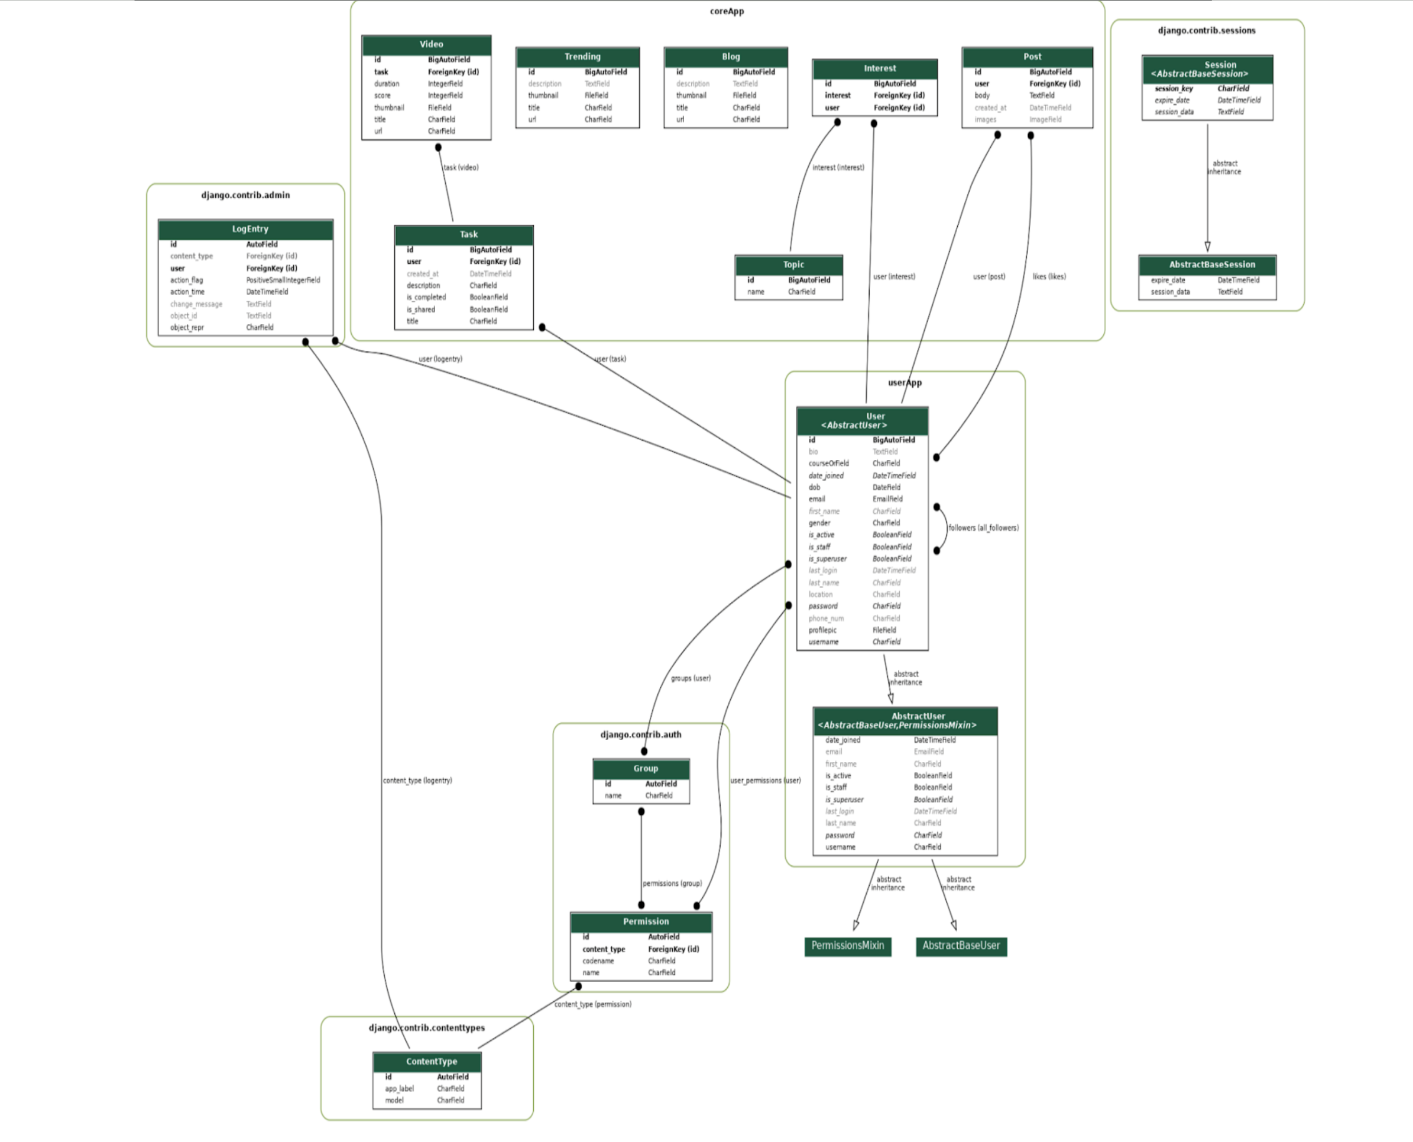 coreApp
Video
id BigAutoField
task ForeignKey (id)
duration IntegerField
score IntegerField
thumbnail FileField
title CharField
url CharField
Trending
id BigAutoField
description TextField
thumbnail FileField
title CharField
url CharField
Blog
id BigAutoField
description TextField
thumbnail FileField
title CharField
url CharField
Interest
id BigAutoField
interest ForeignKey (id)
user ForeignKey (id)
Post
id BigAutoField
user ForeignKey (id)
body TextField
created_at DateTimeField
images ImageField
django.contrib.sessions
Session
<AbstractBaseSession>
session_key CharField
expire_date DateTimeField
session_data TextField
abstract
inheritance
AbstractBaseSession
expire_date DateTimeField
session_data TextField
task (video)
interest (interest)
django.contrib.admin
LogEntry
id AutoField
content_type ForeignKey (id)
user ForeignKey (id)
action_flag PositiveSmallIntegerField
action_time DateTimeField
change_message TextField
object_id TextField
object_repr CharField
Task
id BigAutoField
user ForeignKey (id)
created_at DateTimeField
description CharField
is_completed BooleanField
is_shared BooleanField
title CharField
Topic
id BigAutoField
name CharField
user (interest)
user (post)
likes (likes)
user (logentry)
user (task)
userApp
User
<AbstractUser>
id BigAutoField
bio TextField
courseOrField CharField
date_joined DateTimeField
dob DateField
email EmailField
first_name CharField
gender CharField
is_active BooleanField
is_staff BooleanField
is_superuser BooleanField
last_login DateTimeField
last_name CharField
location CharField
password CharField
phone_num CharField
profilepic FileField
username CharField
followers (all_followers)
abstract
inheritance
groups (user)
AbstractUser
<AbstractBaseUser,PermissionsMixin>
date_joined DateTimeField
email EmailField
first_name CharField
is_active BooleanField
is_staff BooleanField
is_superuser BooleanField
last_login DateTimeField
last_name CharField
password CharField
username CharField
django.contrib.auth
Group
id AutoField
name CharField
content_type (logentry)
user_permissions (user)
permissions (group)
abstract
inheritance
abstract
inheritance
Permission
id AutoField
content_type ForeignKey (id)
codename CharField
name CharField
PermissionsMixin
AbstractBaseUser
content_type (permission)
django.contrib.contenttypes
ContentType
id AutoField
app_label CharField
model CharField